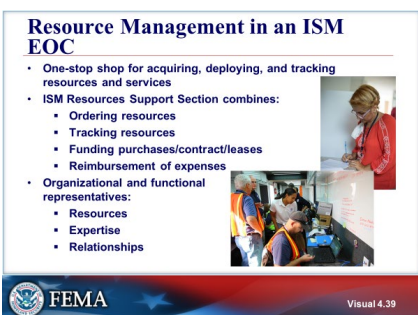 Resource Management in an ISM
EOC
• One-stop shop for acquiring, deploying, and tracking
resources and services
• ISM Resources Support Section combines:
▪ Ordering resources
▪ Tracking resources
▪ Funding purchases/contract/leases
▪ Reimbursement of expenses
• Organizational and functional
representatives:
▪ Resources
▪ Expertise
▪ Relationships
FEMA
Visual 4.39